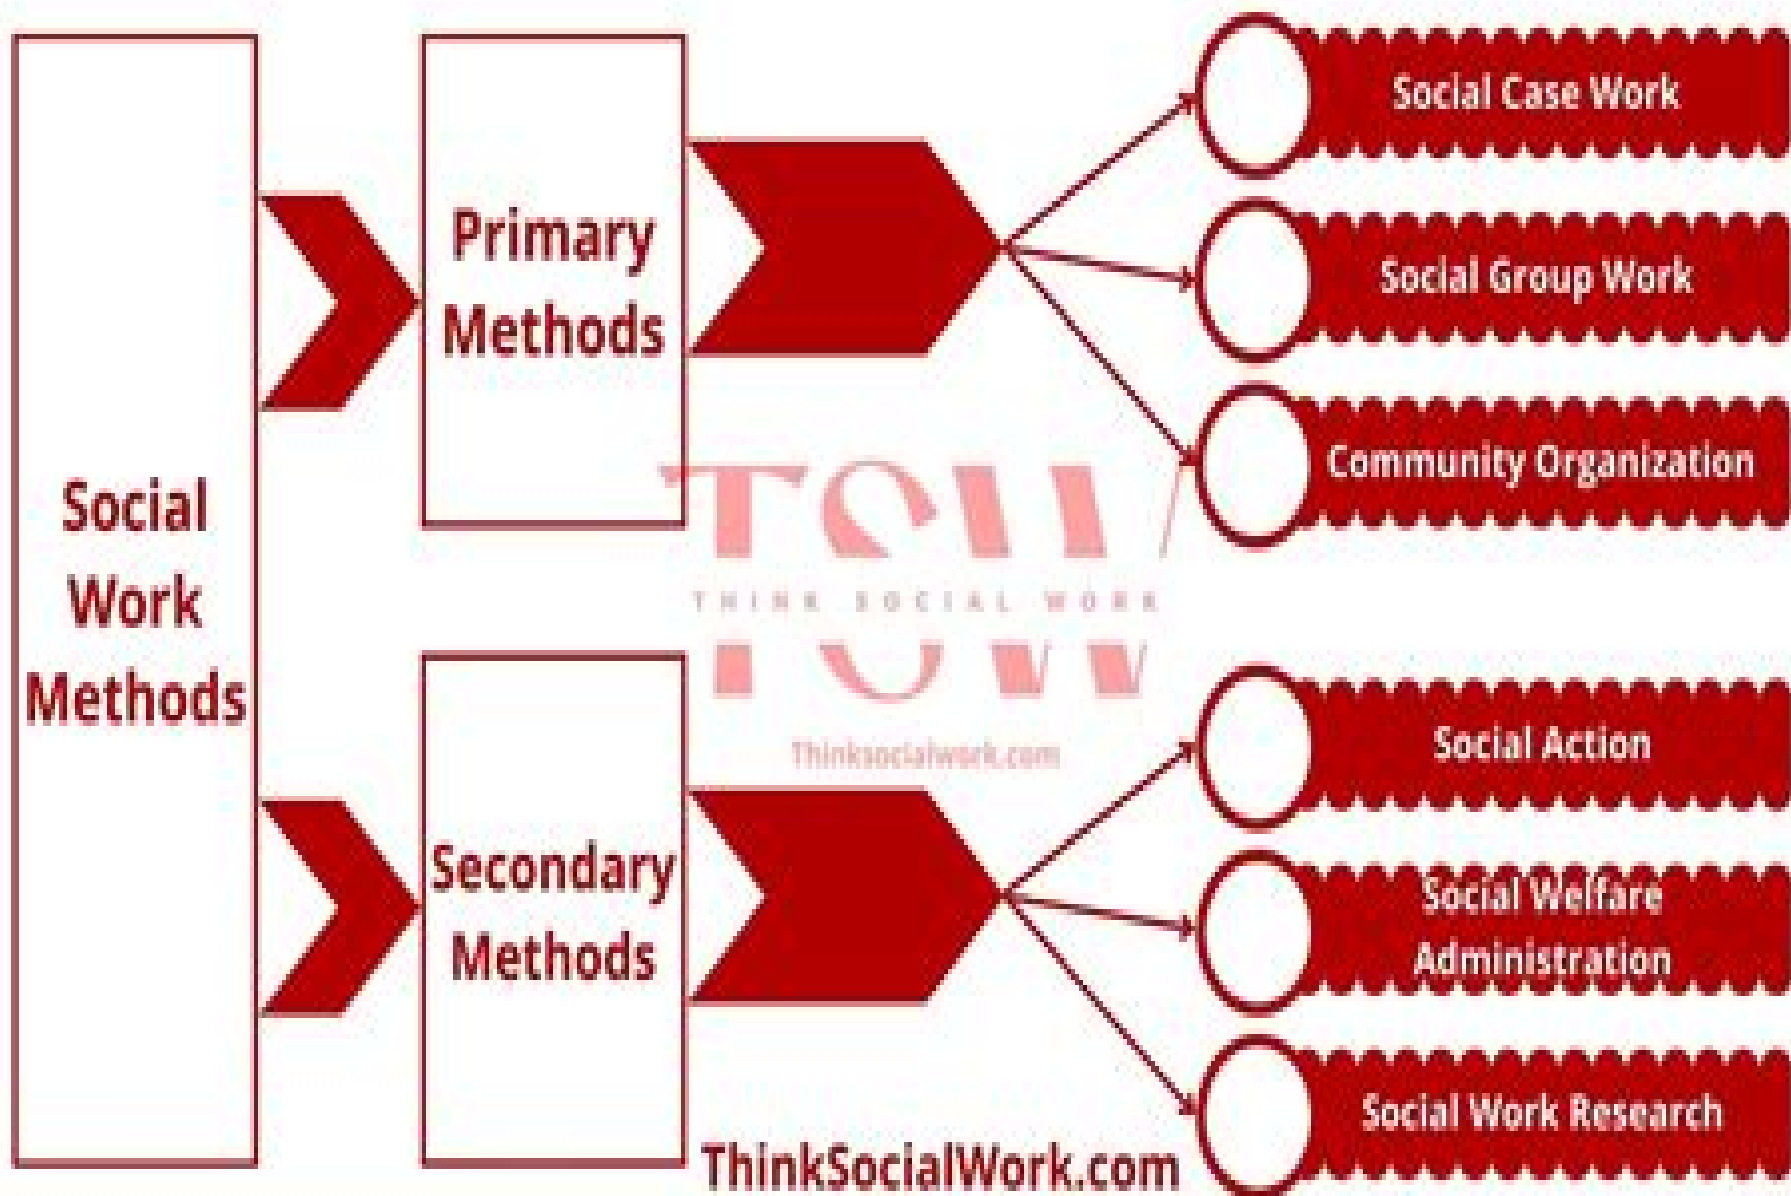 Social
Work
Methods
Primary
Methods
Social Case Work
Social Group Work
Community Organization
TSW
THINK SOCIAL WORK
TSW
Thinksocialwork.com
Secondary
Methods
Social Action
Social Welfare
Administration
Social Work Research
ThinkSocialWork.com